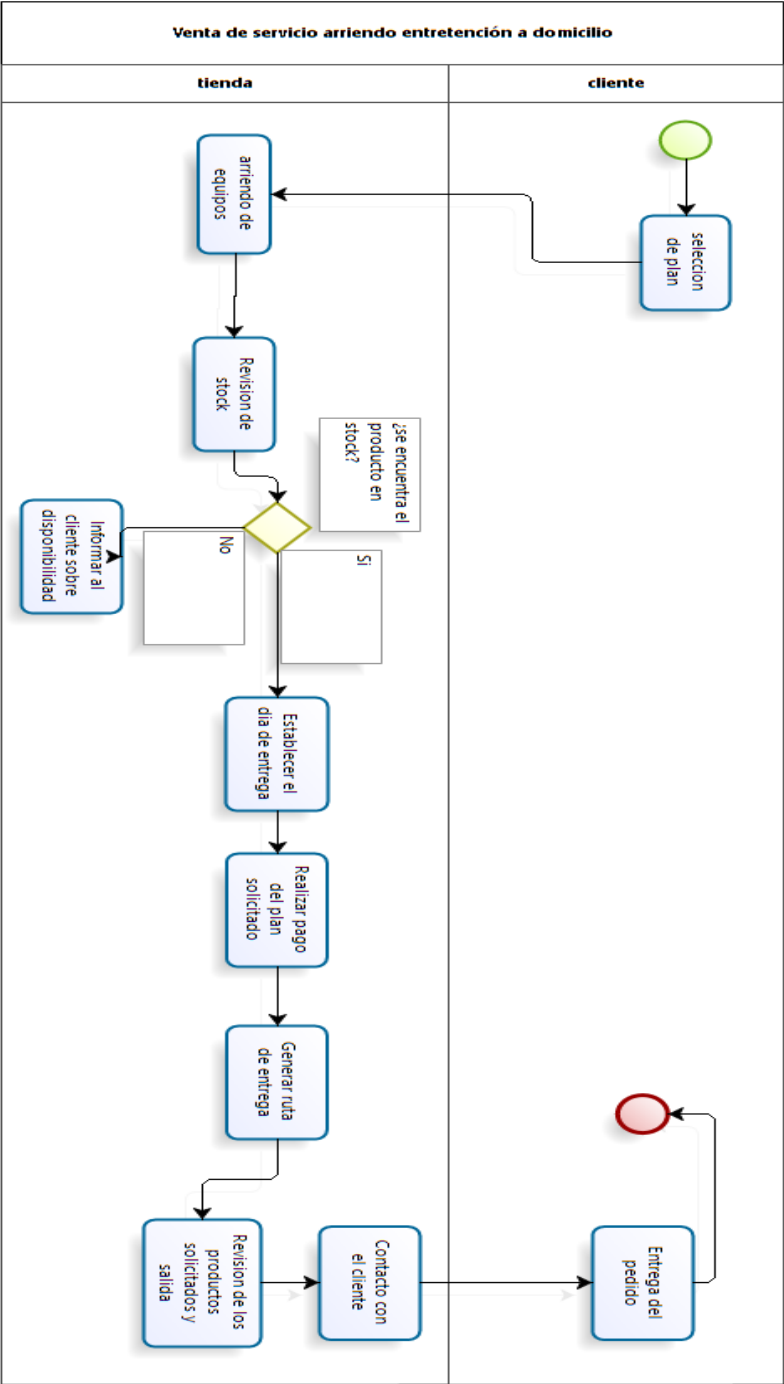 Venta de servicio arriendo entretención a domicilio
tienda
cliente
seleccion
de plan
arriendo de
equipos
Revision de
stock
¿se encuentra el
producto en
stock?
Si
No
Informar al
cliente sobre
disponibilidad
Establecer el
dia de entrega
Realizar pago
del plan
solicitado
Generar ruta
de entrega
Revision de los
productos
solicitados y
salida
Contacto con
el cliente
Entrega del
pedido